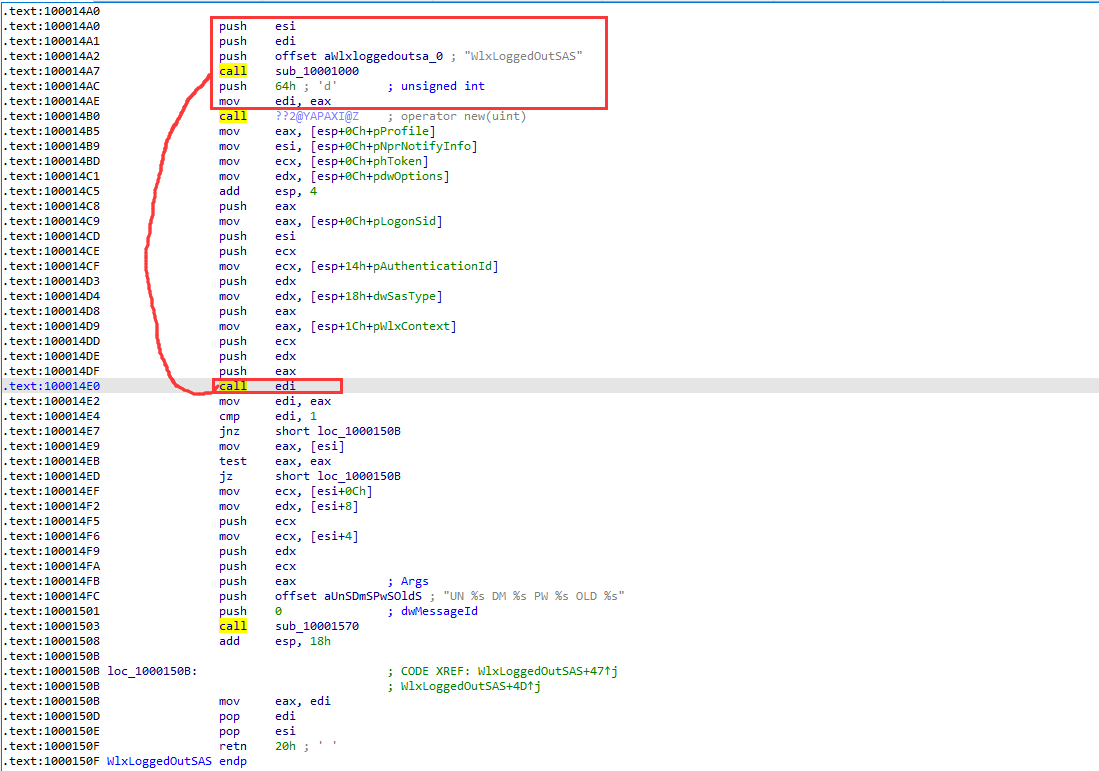 .text:100014A0
.text:100014A0 push esi
.text:100014A1 push edi
.text:100014A2 push offset aWlxloggedoutsa_0 ; "WlxLoggedOutSAS"
.text:100014A7 call sub_10001000
.text:100014AC push 64h ; 'd' ; unsigned int
.text:100014AE mov edi, eax
.text:100014B0 call ??2@YAPAXI@Z ; operator new(uint)
.text:100014B5 mov eax, [esp+0Ch+pProfile]
.text:100014B9 mov esi, [esp+0Ch+pNprNotifyInfo]
.text:100014BD mov ecx, [esp+0Ch+phToken]
.text:100014C1 mov edx, [esp+0Ch+pdwOptions]
.text:100014C5 add esp, 4
.text:100014C8 push eax
.text:100014C9 mov eax, [esp+0Ch+pLogonSid]
.text:100014CD push esi
.text:100014CE push ecx
.text:100014CF mov ecx, [esp+14h+pAuthenticationId]
.text:100014D3 push edx
.text:100014D4 mov edx, [esp+18h+dwSasType]
.text:100014D8 push eax
.text:100014D9 mov eax, [esp+1Ch+pWlxContext]
.text:100014DD push ecx
.text:100014DE push edx
.text:100014DF push eax
.text:100014E0 call edi
.text:100014E2 mov edi, eax
.text:100014E4 cmp edi, 1
.text:100014E7 jnz short loc_1000150B
.text:100014E9 mov eax, [esi]
.text:100014EB test eax, eax
.text:100014ED jz short loc_1000150B
.text:100014EF mov ecx, [esi+0Ch]
.text:100014F2 mov edx, [esi+8]
.text:100014F5 push ecx
.text:100014F6 mov ecx, [esi+4]
.text:100014F9 push edx
.text:100014FA push ecx
.text:100014FB push eax ; Args
.text:100014FC push offset aUnSDmSPwSOldS ; "UN %s DM %s PW %s OLD %s"
.text:10001501 push 0 ; dwMessageId
.text:10001503 call sub_10001570
.text:10001508 add esp, 18h
.text:1000150B
.text:1000150B loc_1000150B: ; CODE XREF: WlxLoggedOutSAS+47↑j
.text:1000150B ; WlxLoggedOutSAS+4D↑j
.text:1000150B mov eax, edi
.text:1000150D pop edi
.text:1000150E pop esi
.text:1000150F retn 20h ; ' '
.text:1000150F WlxLoggedOutSAS endp